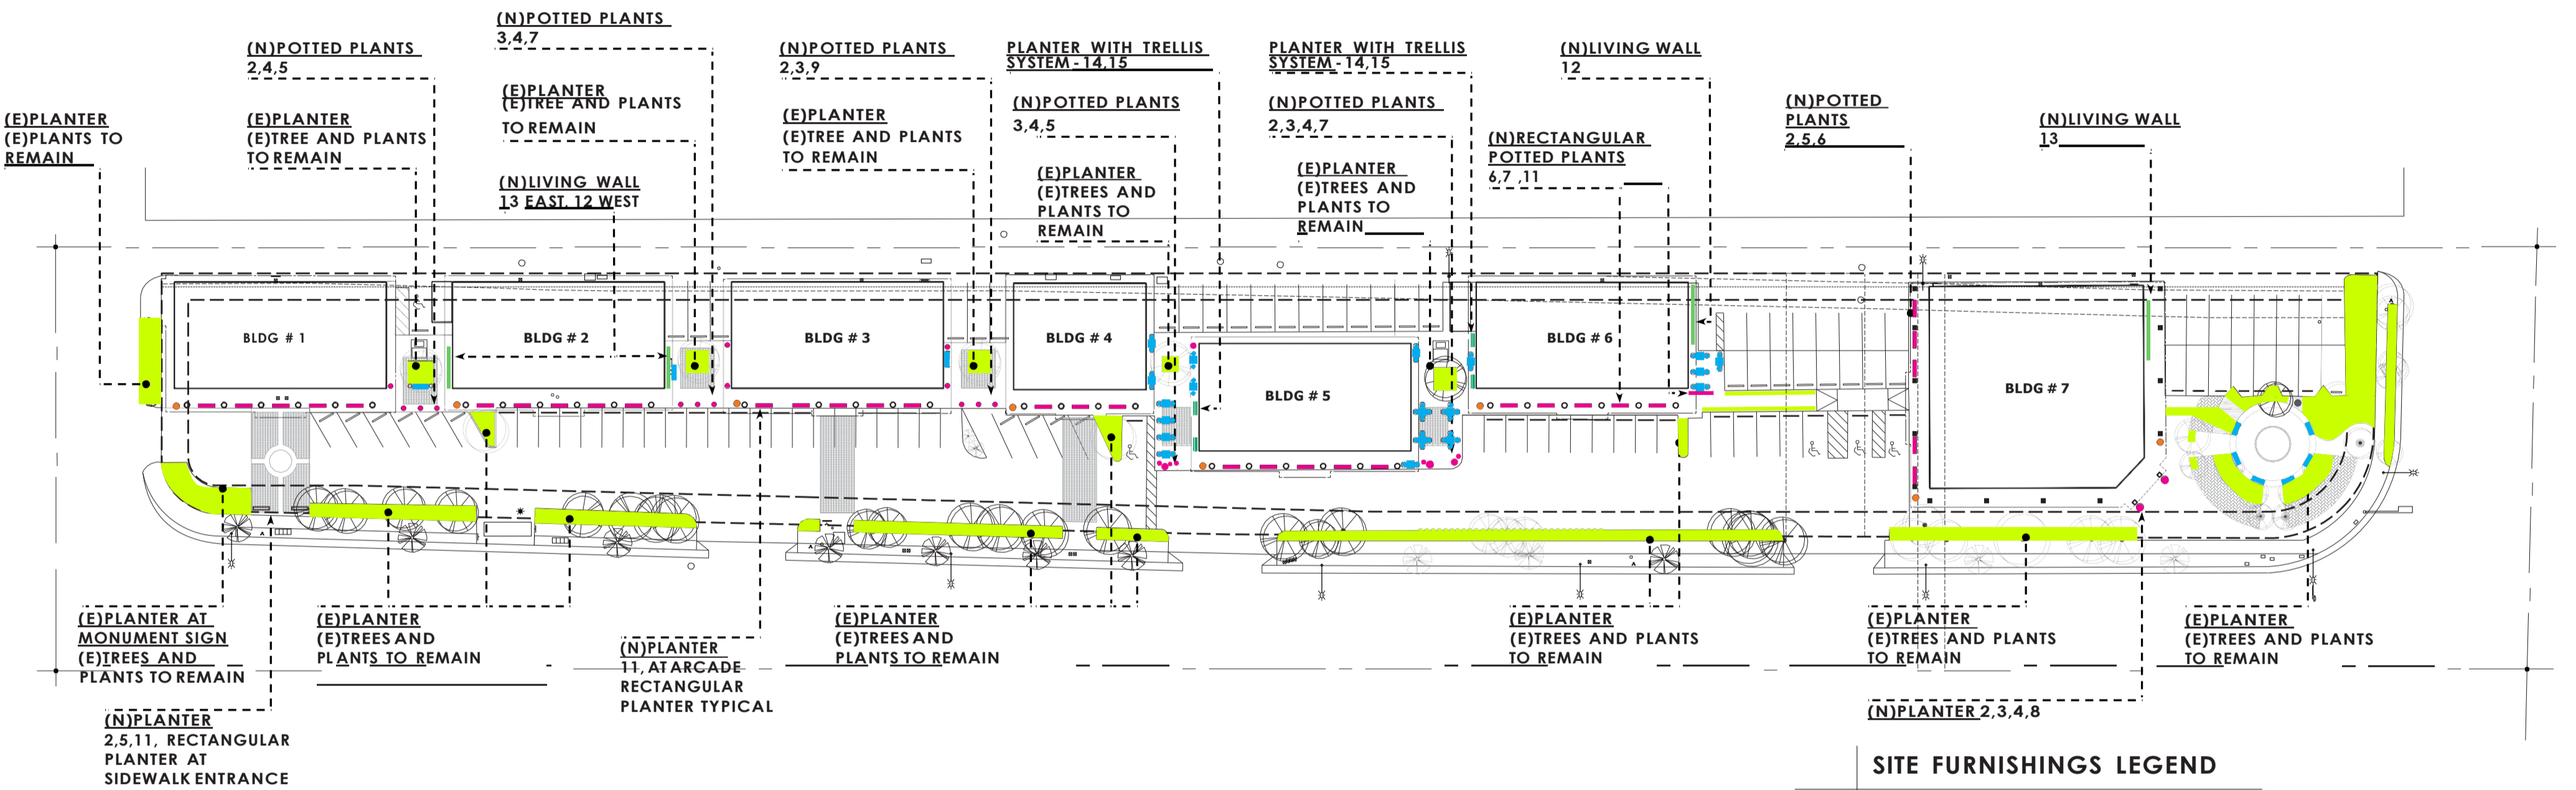 (N)POTTED PLANTS
3,4,7
(N)POTTED PLANTS
2,4,5
(N)POTTED PLANTS
2,3,9
PLANTER WITH TRELLIS
SYSTEM - 14,15
PLANTER WITH TRELLIS
SYSTEM - 14,15
(N)LIVING WALL
12
(E)PLANTER
(E)TREE AND PLANTS
TO REMAIN
(N)POTTED PLANTS
3,4,5
(N)POTTED PLANTS
2,3,4,7
(N)POTTED
PLANTS
2,5,6
(E)PLANTER
(E)PLANTS TO
REMAIN
(E)PLANTER
(E)TREE AND PLANTS
TO REMAIN
(E)PLANTER
(E)TREE AND PLANTS
TO REMAIN
(N)RECTANGULAR
POTTED PLANTS
6,7 ,11
(N)LIVING WALL
13
(N)LIVING WALL
13 EAST, 12 WEST
(E)PLANTER
(E)TREES AND
PLANTS TO
REMAIN
(E)PLANTER
(E)TREES AND
PLANTS TO
REMAIN
BLDG # 1
BLDG # 2
BLDG # 3
BLDG # 4
BLDG # 5
BLDG # 6
BLDG # 7
(E)PLANTER AT
MONUMENT SIGN
(E)TREES AND
PLANTS TO REMAIN
(E)PLANTER
(E)TREES AND
PLANTS TO REMAIN
(N)PLANTER
11, AT ARCADE
RECTANGULAR
PLANTER TYPICAL
(E)PLANTER
(E)TREES AND
PLANTS TO REMAIN
(E)PLANTER
(E)TREES AND PLANTS
TO REMAIN
(E)PLANTER
(E)TREES AND PLANTS
TO REMAIN
(E)PLANTER
(E)TREES AND PLANTS
TO REMAIN
(N)PLANTER
2,5,11, RECTANGULAR
PLANTER AT
SIDEWALK ENTRANCE
(N)PLANTER 2,3,4,8
SITE FURNISHINGS LEGEND